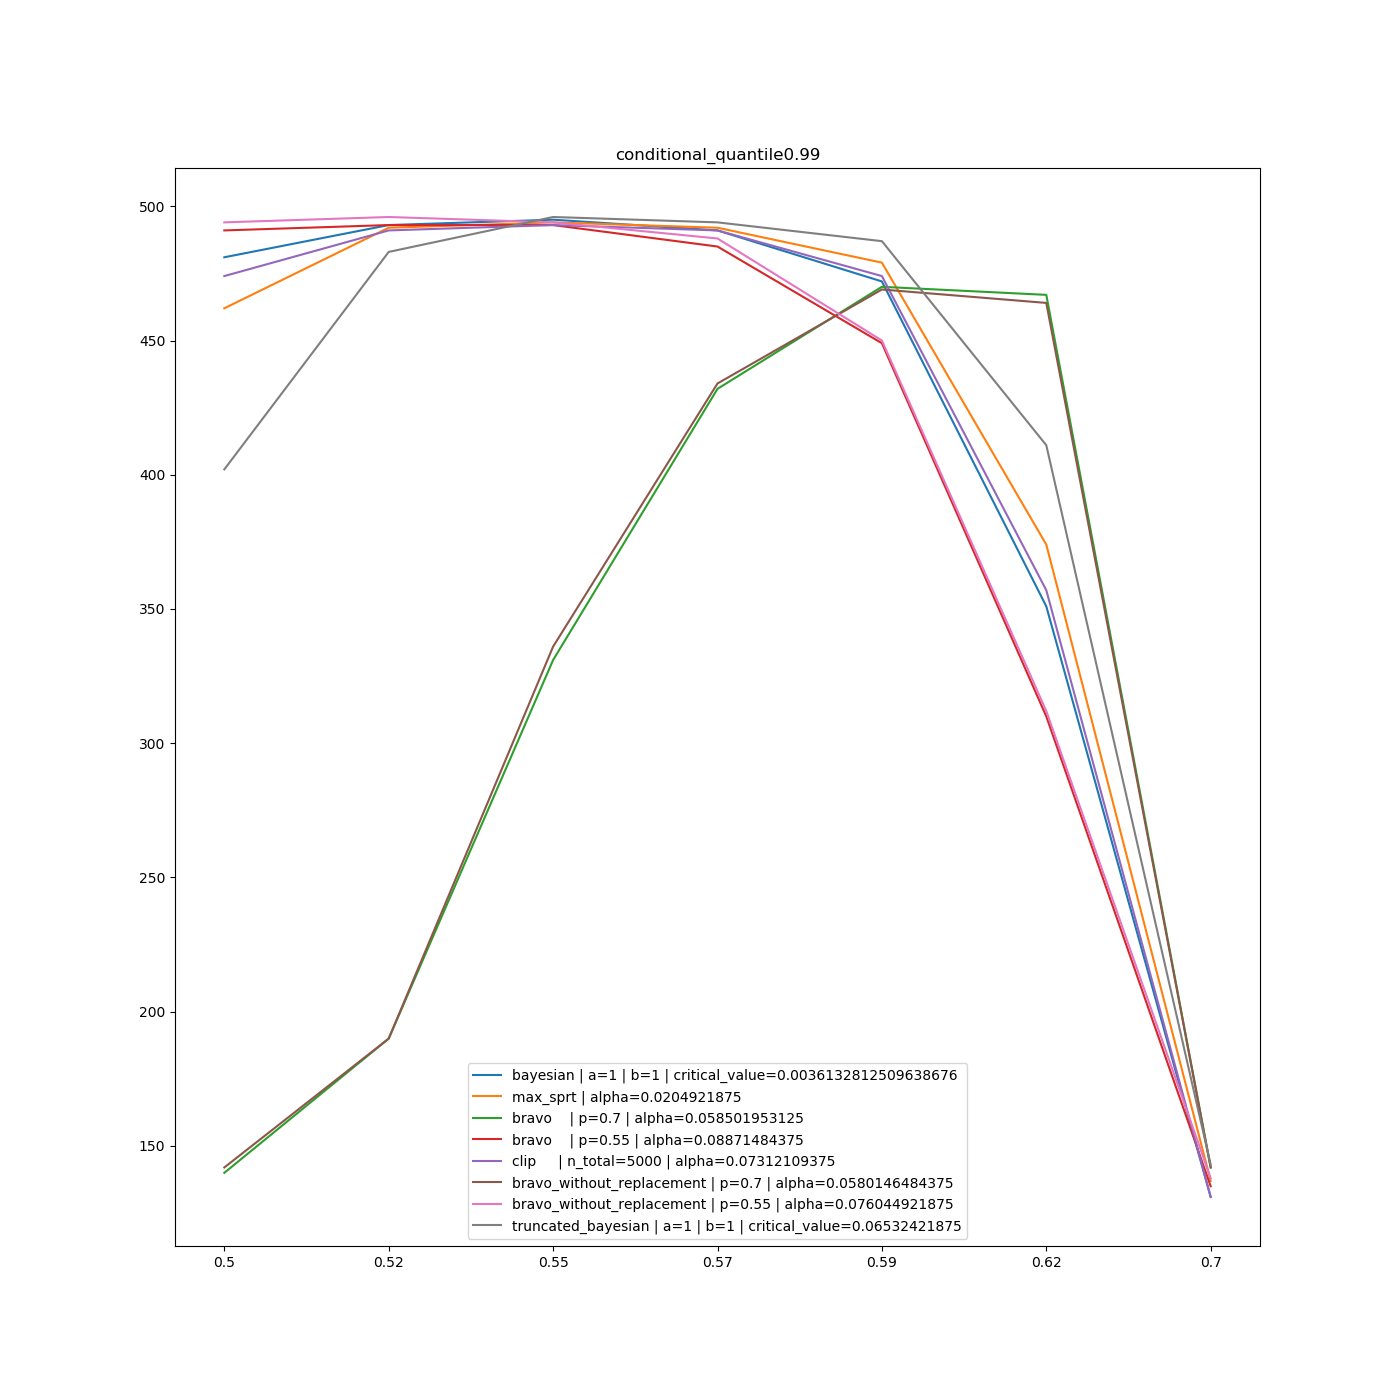 conditional_quantile0.99
500
450
400
350
300
250
200
150
bayesian | a=1 | b=1 | critical_value=0.0036132812509638676
max_sprt | alpha=0.0204921875
bravo    | p=0.7 | alpha=0.058501953125
bravo    | p=0.55 | alpha=0.08871484375
clip     | n_total=5000 | alpha=0.07312109375
bravo_without_replacement | p=0.7 | alpha=0.0580146484375
bravo_without_replacement | p=0.55 | alpha=0.076044921875
truncated_bayesian | a=1 | b=1 | critical_value=0.06532421875
0.5 0.52 0.55 0.57 0.59 0.62 0.7